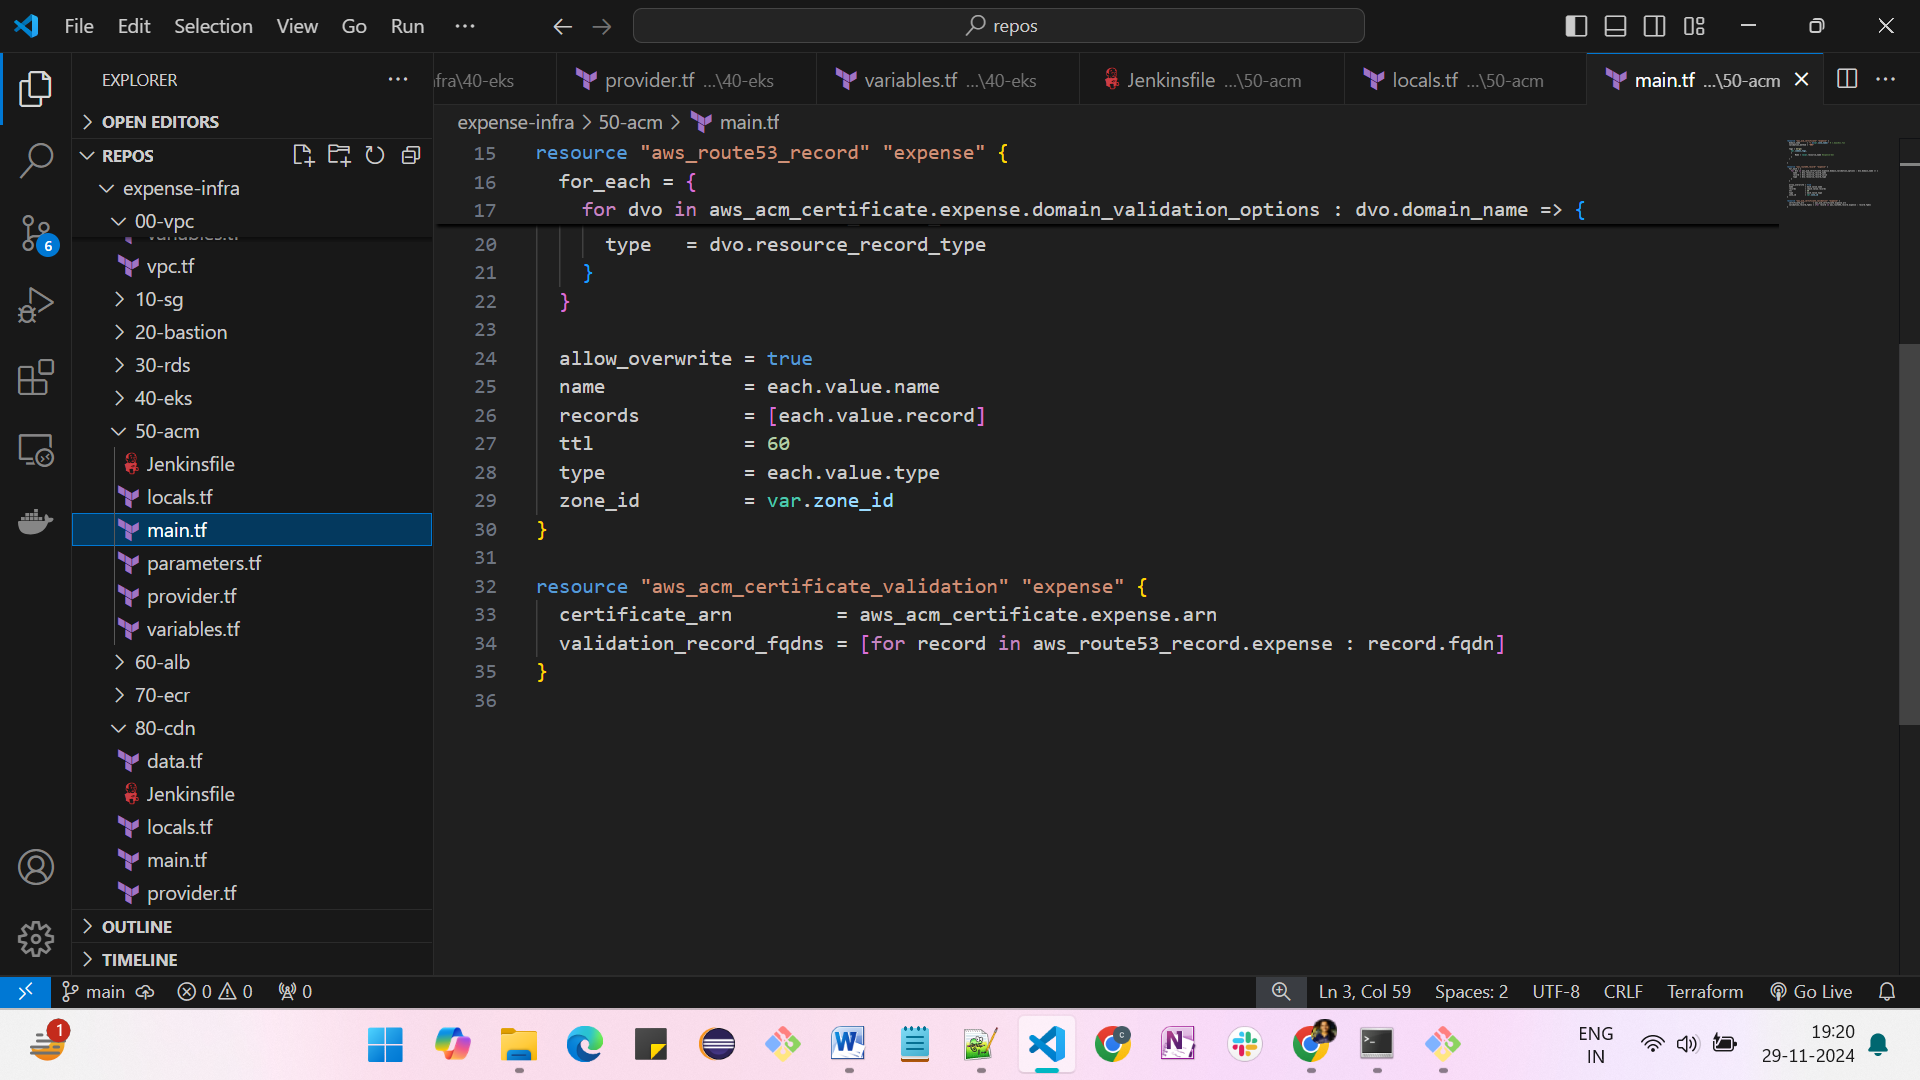 File Edit Selection View Go Run ··· repos
EXPLORER ···
OPEN EDITORS
REPOS
expense-infra
00-vpc
vpc.tf
10-sg
20-bastion
30-rds
40-eks
50-acm
Jenkinsfile
locals.tf
main.tf
parameters.tf
provider.tf
variables.tf
60-alb
70-ecr
80-cdn
data.tf
Jenkinsfile
locals.tf
main.tf
provider.tf
OUTLINE
TIMELINE
6
fra\40-eks provider.tf ...\40-eks variables.tf ...\40-eks Jenkinsfile ...\50-acm locals.tf ...\50-acm main.tf ...\50-acm
expense-infra > 50-acm > main.tf
15 resource "aws_route53_record" "expense" {
16 for_each = {
17 for dvo in aws_acm_certificate.expense.domain_validation_options : dvo.domain_name => {
20 type = dvo.resource_record_type
21 }
22 }
23
24 allow_overwrite = true
25 name = each.value.name
26 records = [each.value.record]
27 ttl = 60
28 type = each.value.type
29 zone_id = var.zone_id
30 }
31
32 resource "aws_acm_certificate_validation" "expense" {
33 certificate_arn = aws_acm_certificate.expense.arn
34 validation_record_fqdns = [for record in aws_route53_record.expense : record.fqdn]
35 }
36
main 0 0 0 Ln 3, Col 59 Spaces: 2 UTF-8 CRLF Terraform Go Live
1
ENG
IN
19:20
29-11-2024